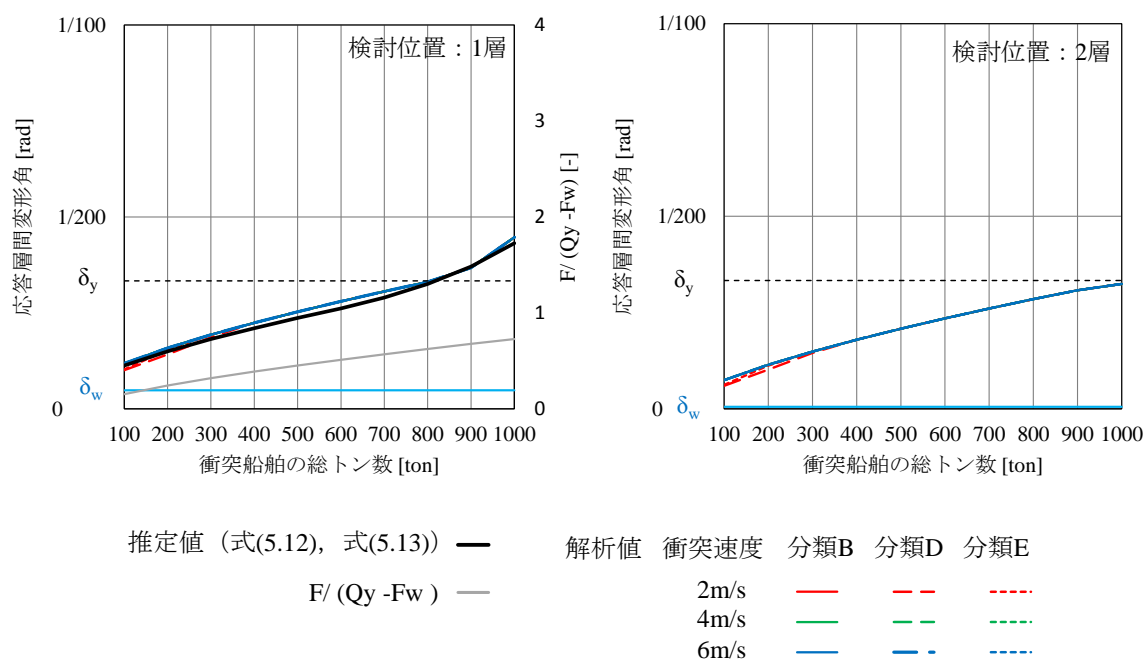 1/100
1/200
δy
δw
0
応答層間変形角 [rad]
検討位置：1層
4
3
2
1
0
F/ (Qy -Fw) [-]
100 200 300 400 500 600 700 800 900 1000
衝突船舶の総トン数 [ton]
1/100
1/200
δy
0 δw
応答層間変形角 [rad]
検討位置：2層
100 200 300 400 500 600 700 800 900 1000
衝突船舶の総トン数 [ton]
推定値（式(5.12)，式(5.13)）
F/ (Qy -Fw )
解析値 衝突速度 分類B 分類D 分類E
2m/s
4m/s
6m/s